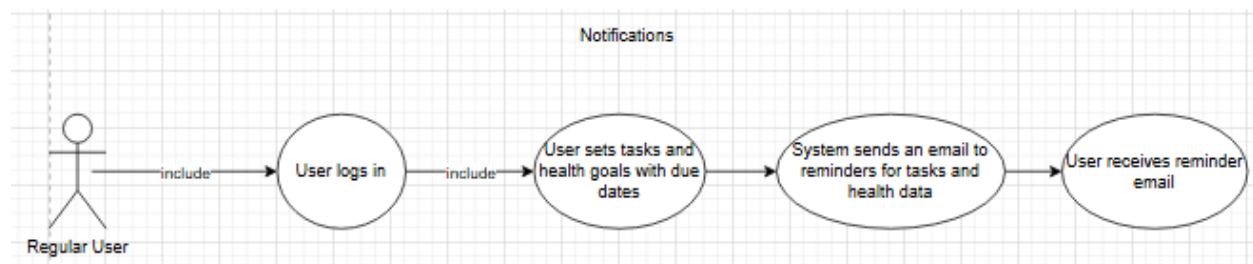 Notifications
include
User logs in
include
User sets tasks and
health goals with due
dates
System sends an email to
reminders for tasks and
health data
User receives reminder
email
Regular User